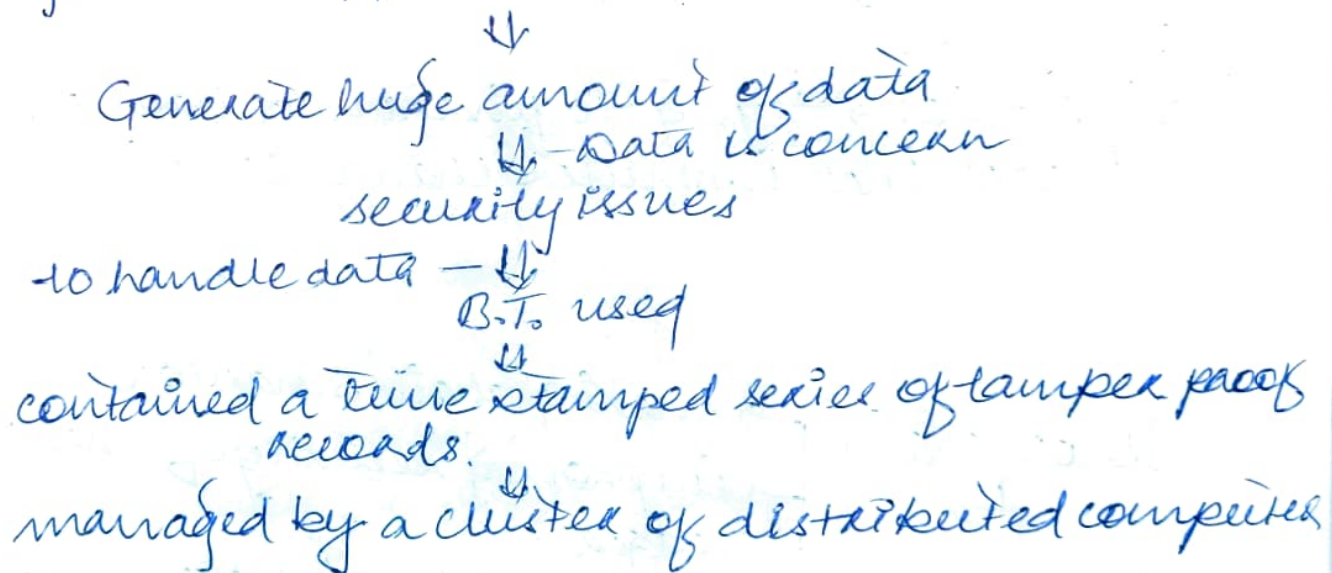 ⇓
Generate huge amount of data
⇓ - Data is concern
security issues
to handle data - ⇓
B.T. used
⇓
contained a time stamped series of tamper proof
records.
⇓
managed by a cluster of distributed computer